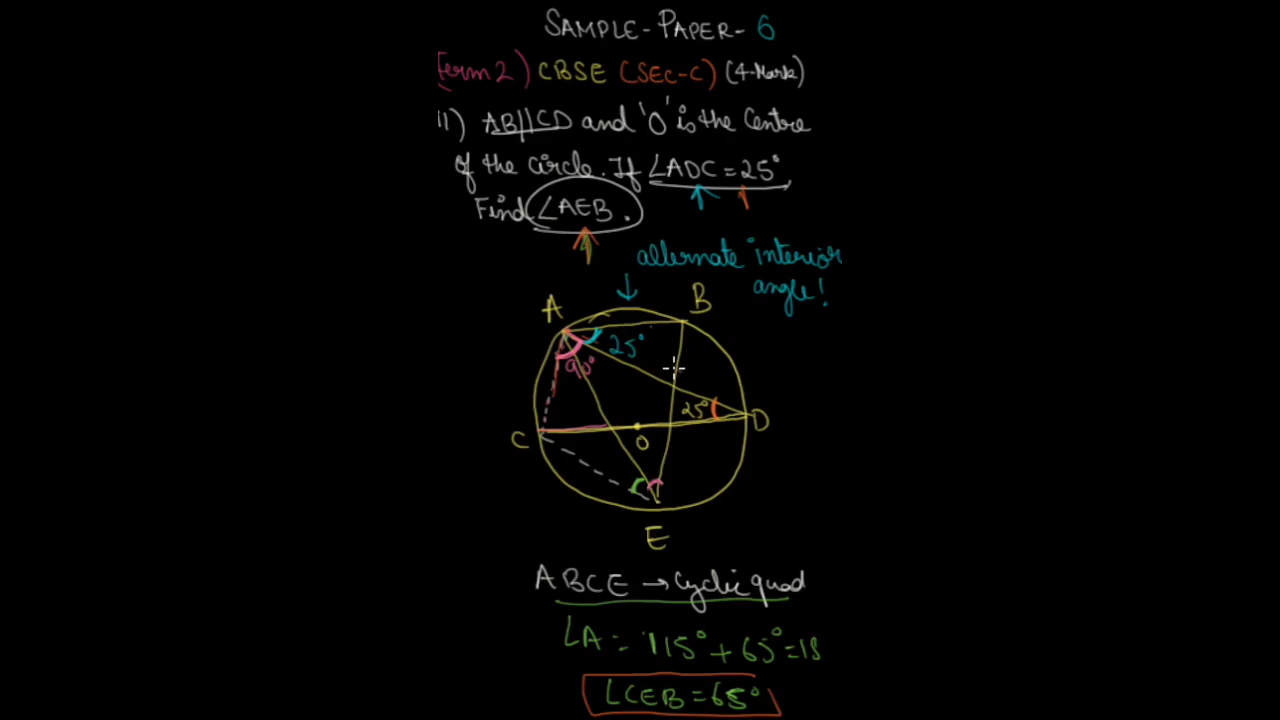 SAMPLE-PAPER-6
Term 2) CBSE (SEC-C) (4-Mark)
11) AB//CD and 'O' is the Centre
of the circle. If ∠ADC = 25°
Find ∠AEB.
alternate interior
angle!
A
B
25°
90°
25°
C
O
D
E
ABCE → Cyclic quad
∠A = 115° + 65° = 18
∠CEB = 65°